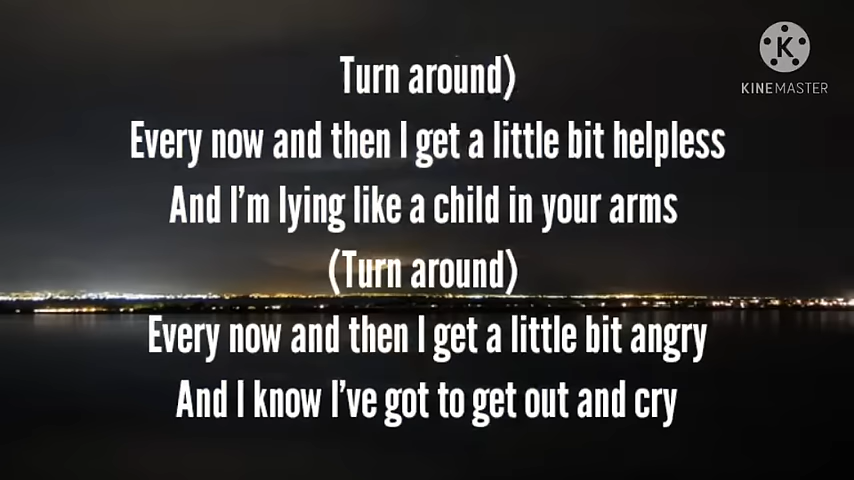 KINEMASTER
Turn around)
Every now and then I get a little bit helpless
And I'm lying like a child in your arms
(Turn around)
Every now and then I get a little bit angry
And I know I've got to get out and cry